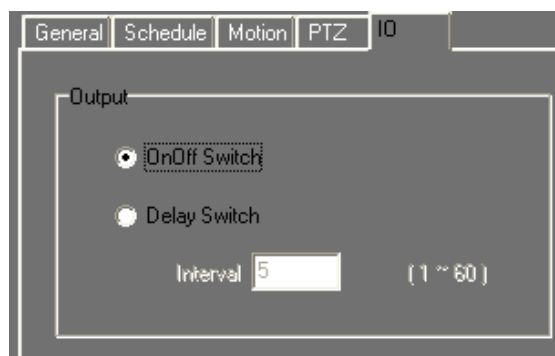 General Schedule Motion PTZ IO
Output
OnOff Switch
Delay Switch
Interval 5 ( 1 ~ 60 )